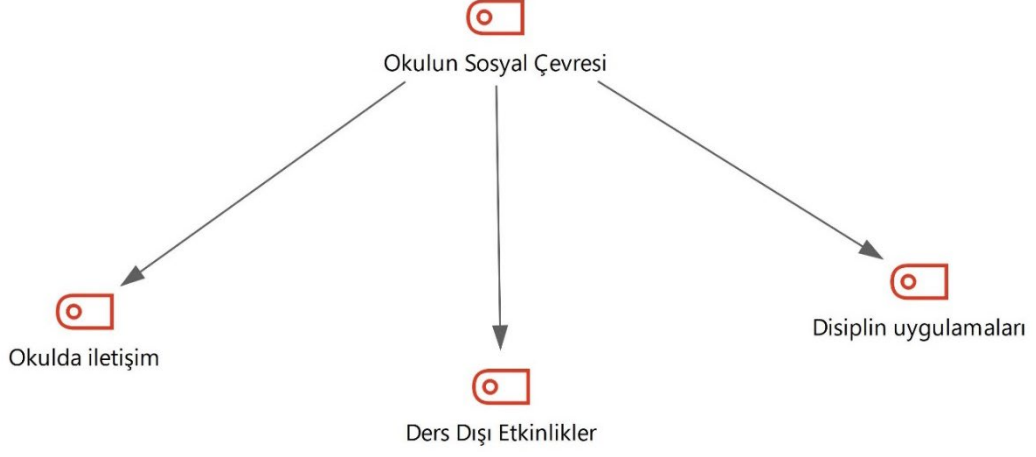 Okulun Sosyal Çevresi
Okulda iletişim
Disiplin uygulamaları
Ders Dışı Etkinlikler